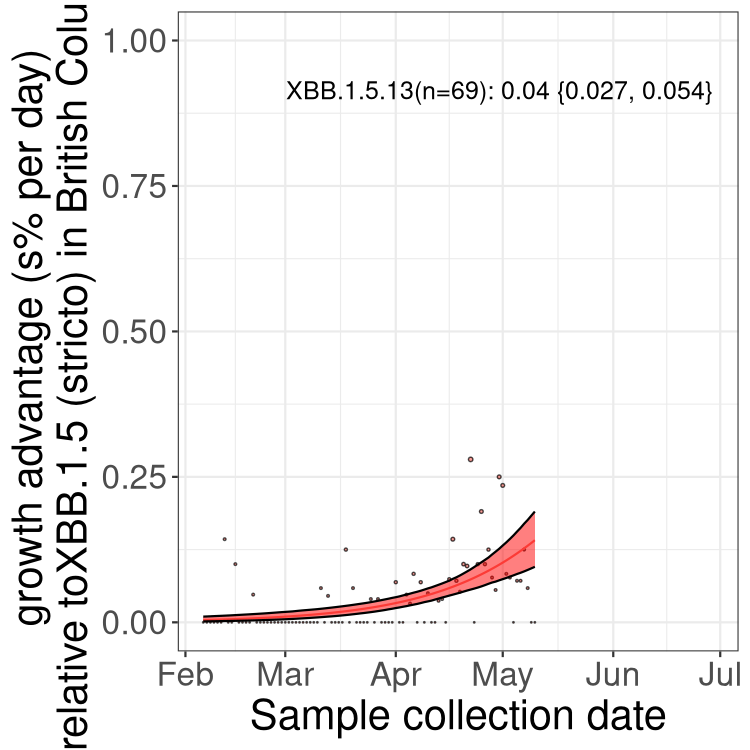 growth advantage (s% per day)
relative toXBB.1.5 (stricto) in British Colu
1.00
0.75
0.50
0.25
0.00
XBB.1.5.13(n=69): 0.04 {0.027, 0.054}
Feb Mar Apr May Jun Jul
Sample collection date